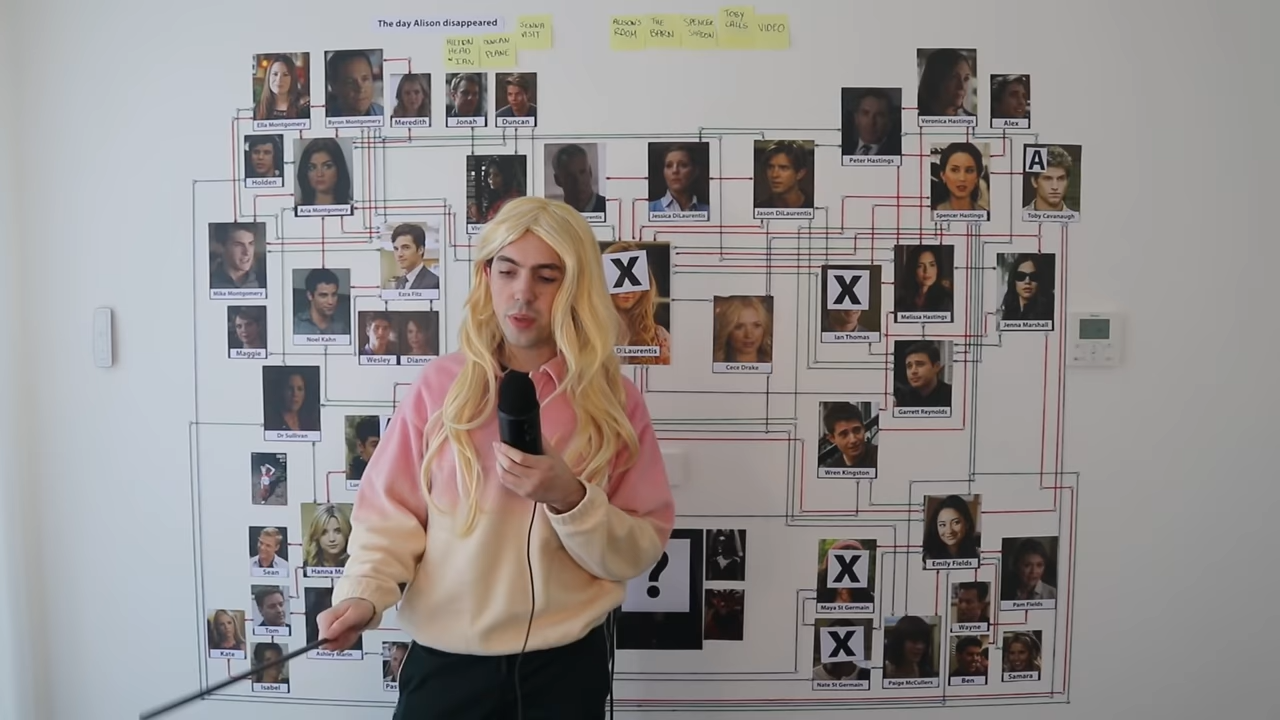 The day Alison disappeared
HILTON
HEAD
IAN
DUNCAN
PLANE
JENNA
VISIT
ALISON'S
ROOM
THE
BARN
SPENCER
TOBY
CALLS
VIDEO
Ella Montgomery
Byron Montgomery
Meredith
Jonah
Duncan
Peter Hastings
Veronica Hastings
Alex
Holden
Aria Montgomery
Jessica DiLaurentis
Jason DiLaurentis
Spencer Hastings
A
Toby Cavanaugh
Mike Montgomery
Ezra Fitz
X
DiLaurentis
Cece Drake
X
Ian Thomas
Melissa Hastings
Jenna Marshall
Maggie
Noel Kahn
Wesley
Dianne
Garrett Reynolds
Dr Sullivan
Wren Kingston
Sean
Hanna
?
X
Maya St Germain
Emily Fields
Pam Fields
Kate
Tom
Ashley Marin
Isabel
X
Nate St Germain
Paige McCullers
Wayne
Ben
Samara